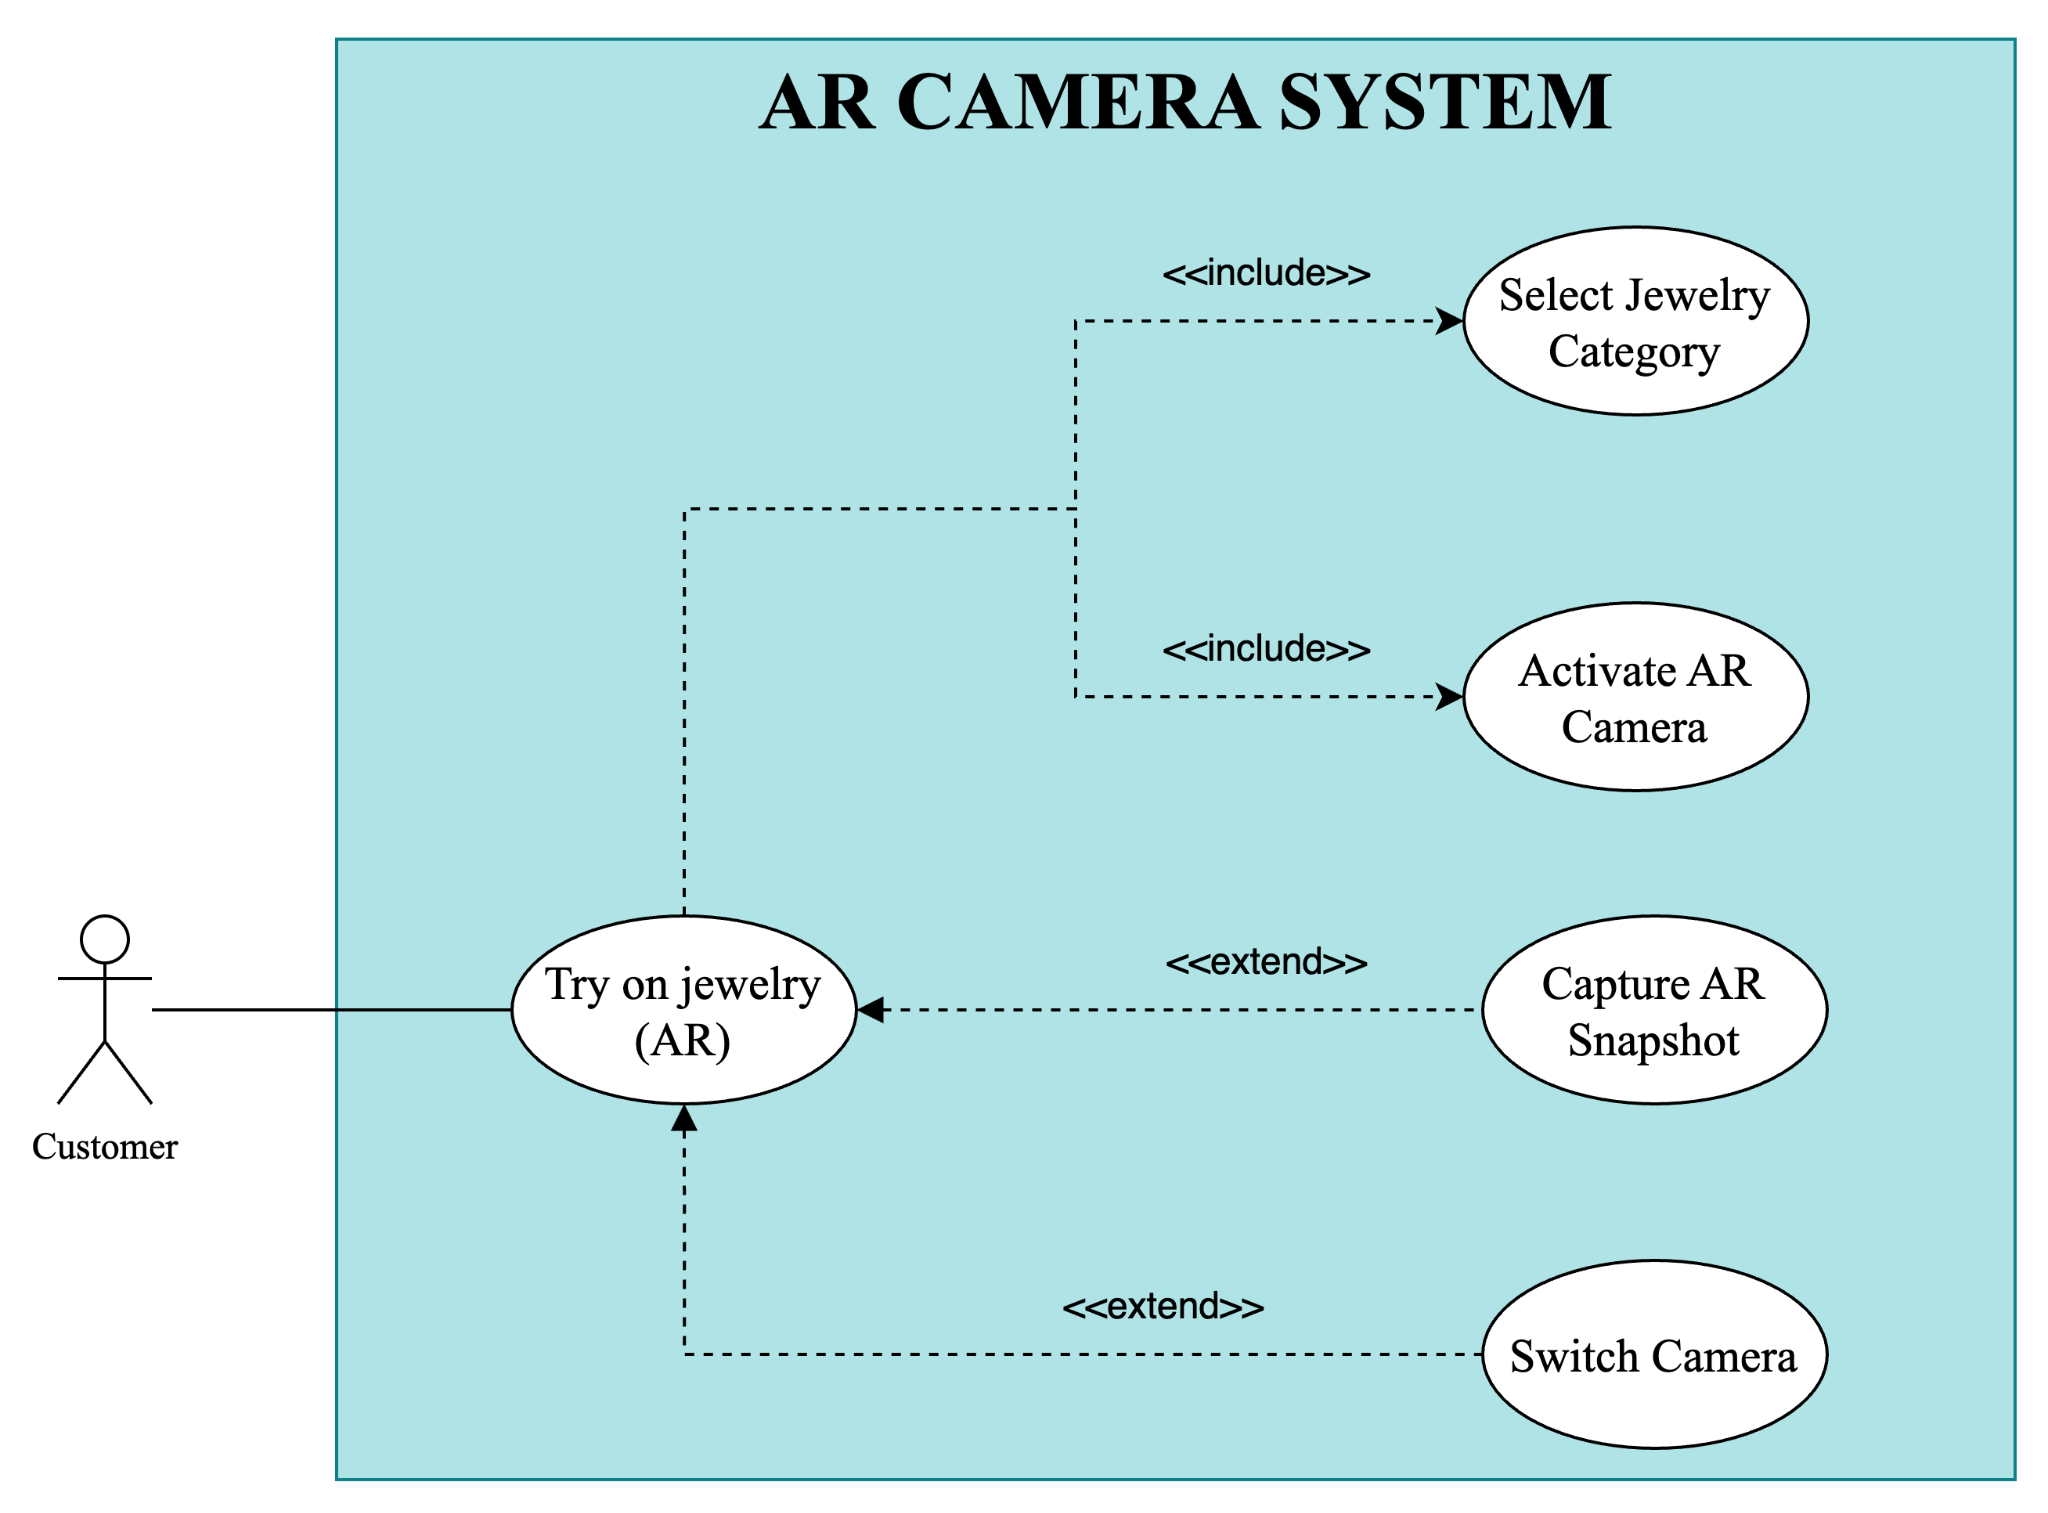 AR CAMERA SYSTEM
<<include>>
Select Jewelry
Category
<<include>>
Activate AR
Camera
Customer
Try on jewelry
(AR)
<<extend>>
Capture AR
Snapshot
<<extend>>
Switch Camera